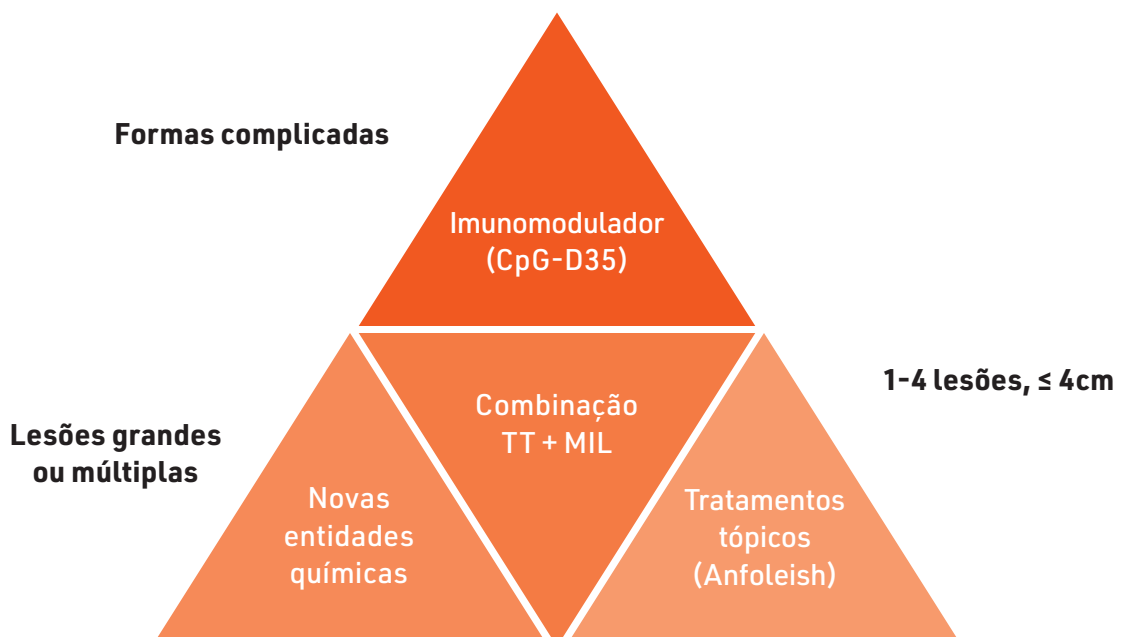 Formas complicadas
Imunomodulador
(CpG-D35)
1-4 lesões, ≤ 4cm
Combinação
TT + MIL
Lesões grandes
ou múltiplas
Novas
entidades
químicas
Tratamentos
tópicos
(Anfoleish)